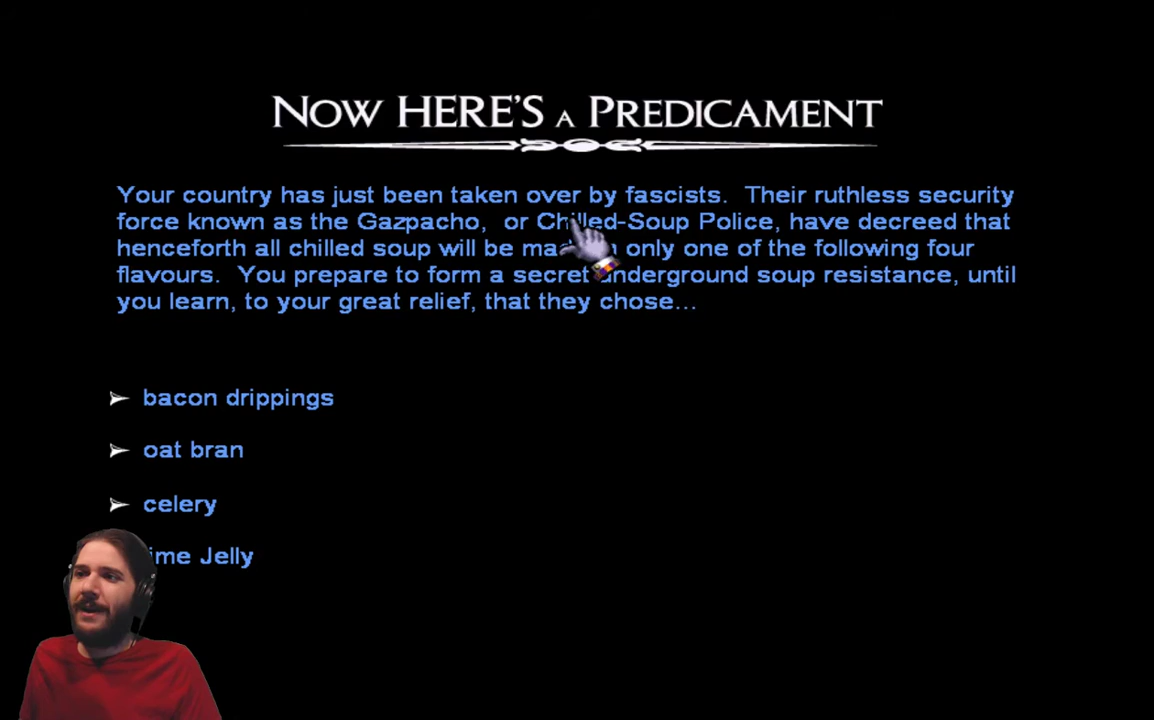 NOW HERE'S A PREDICAMENT
Your country has just been taken over by fascists. Their ruthless security
force known as the Gazpacho, or Chilled-Soup Police, have decreed that
henceforth all chilled soup will be only one of the following four
flavours. You prepare to form a secret underground soup resistance, until
you learn, to your great relief, that they chose...
bacon drippings
oat bran
celery
Jelly